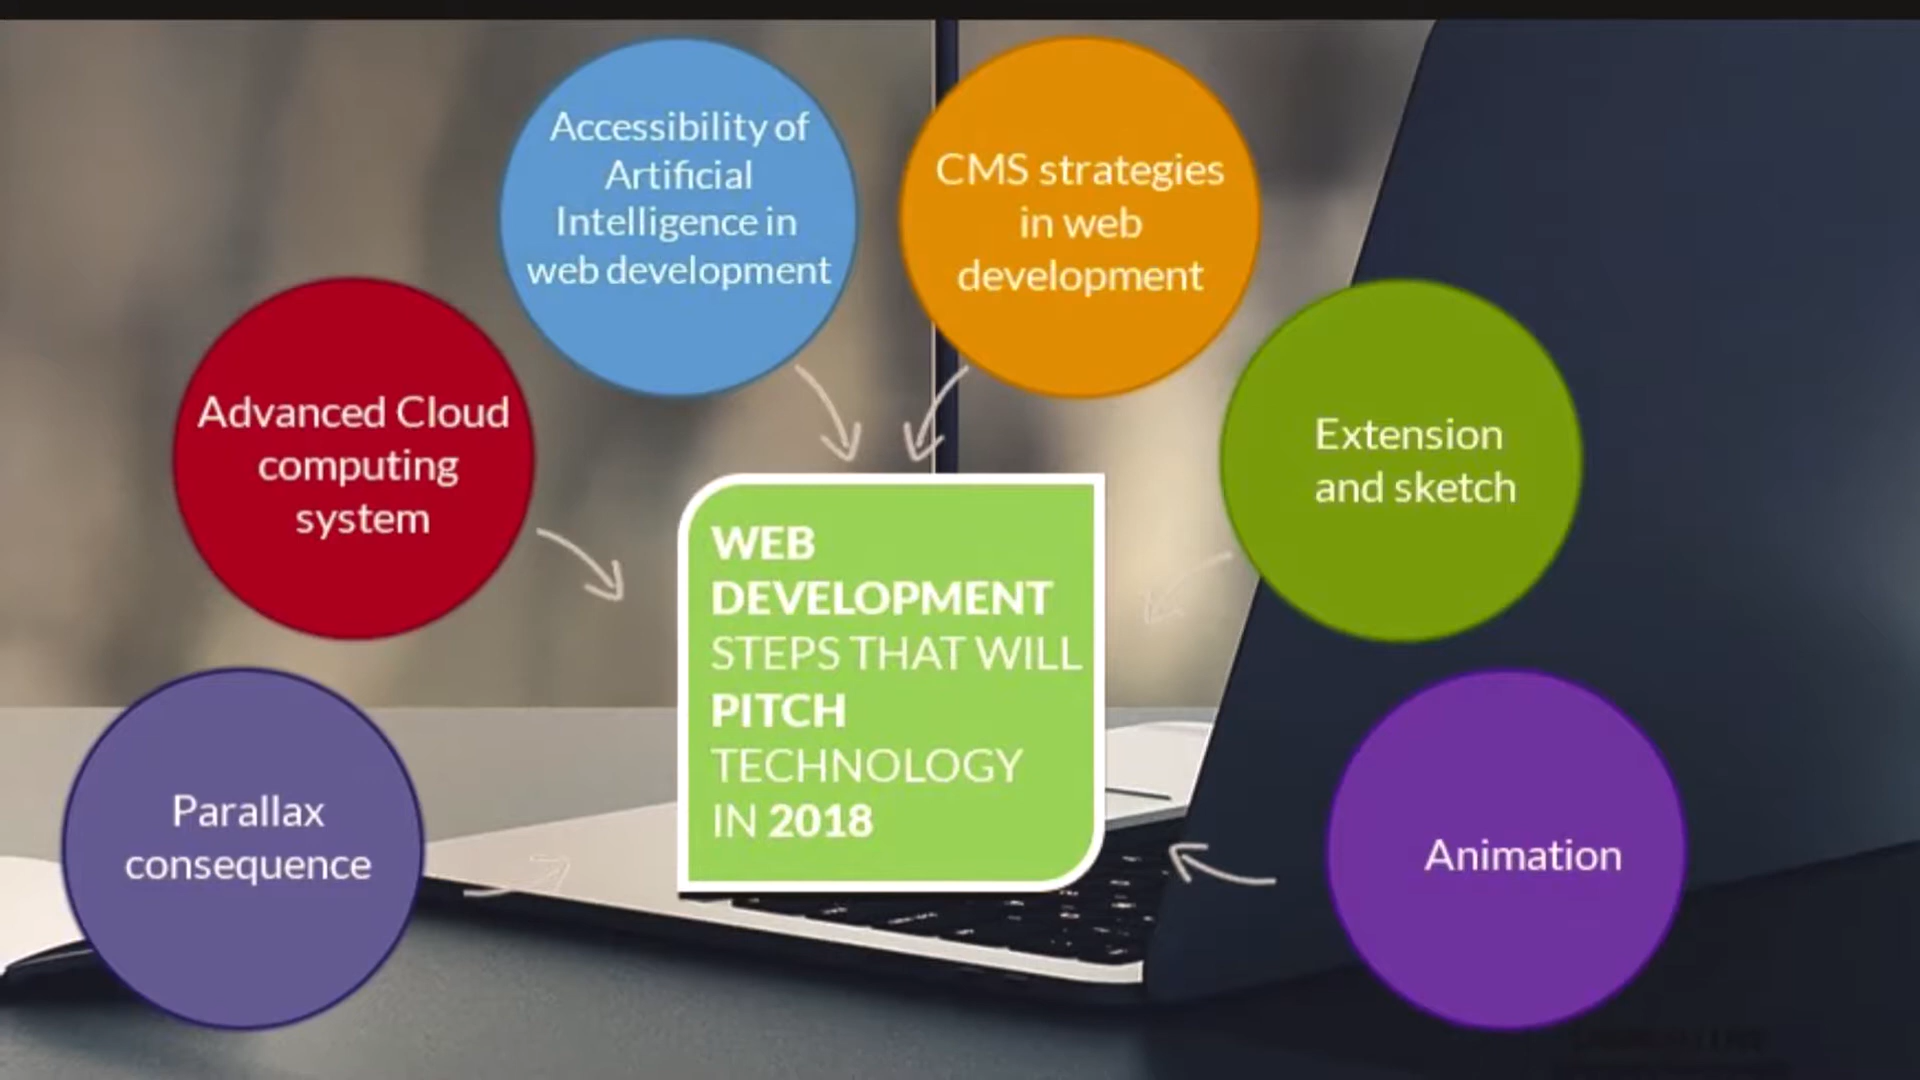 Accessibility of
Artificial
Intelligence in
web development
CMS strategies
in web
development
Advanced Cloud
computing
system
Extension
and sketch
WEB
DEVELOPMENT
STEPS THAT WILL
PITCH
TECHNOLOGY
IN 2018
Parallax
consequence
Animation